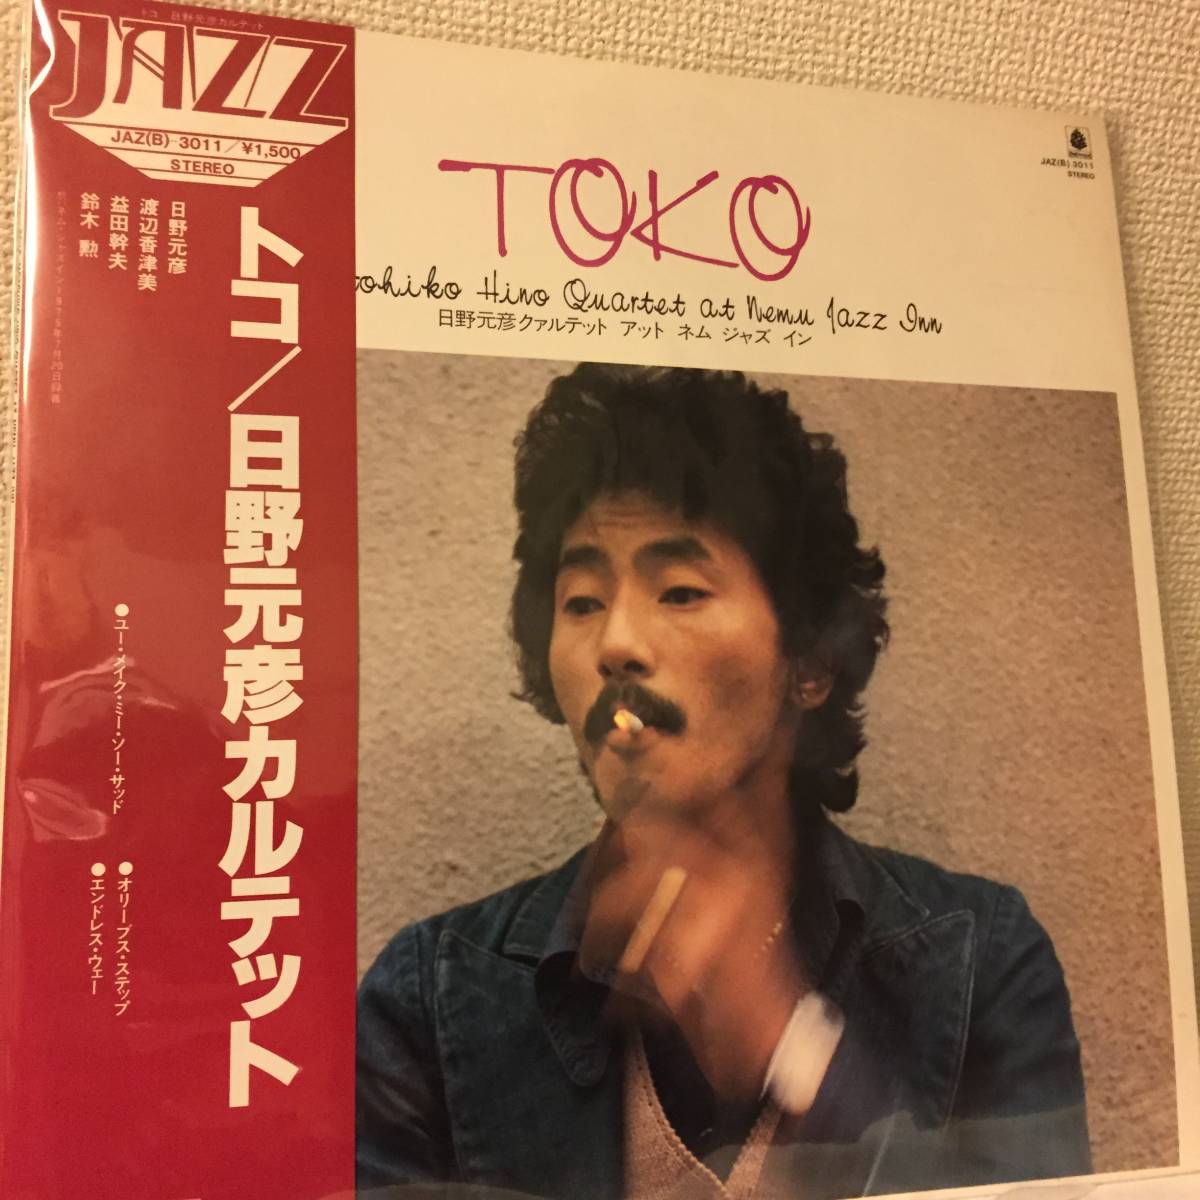 トコ/日野元彦カルテット
JAZZ
JAZ(B)-3011/¥1,500
STEREO
日野元彦
渡辺香津美
益田幹夫
鈴木 勲
トコ/日野元彦カルテット
●ユー・メイク・ミー・ソー・サッド
●オリーブス・ステップ
●エンドレス・ウェー
TOKO
tohiko Hino Quartet at Nemu Jazz Inn
日野元彦クァルテット アット ネム ジャズ イン
JAZ(B) 3011
STEREO